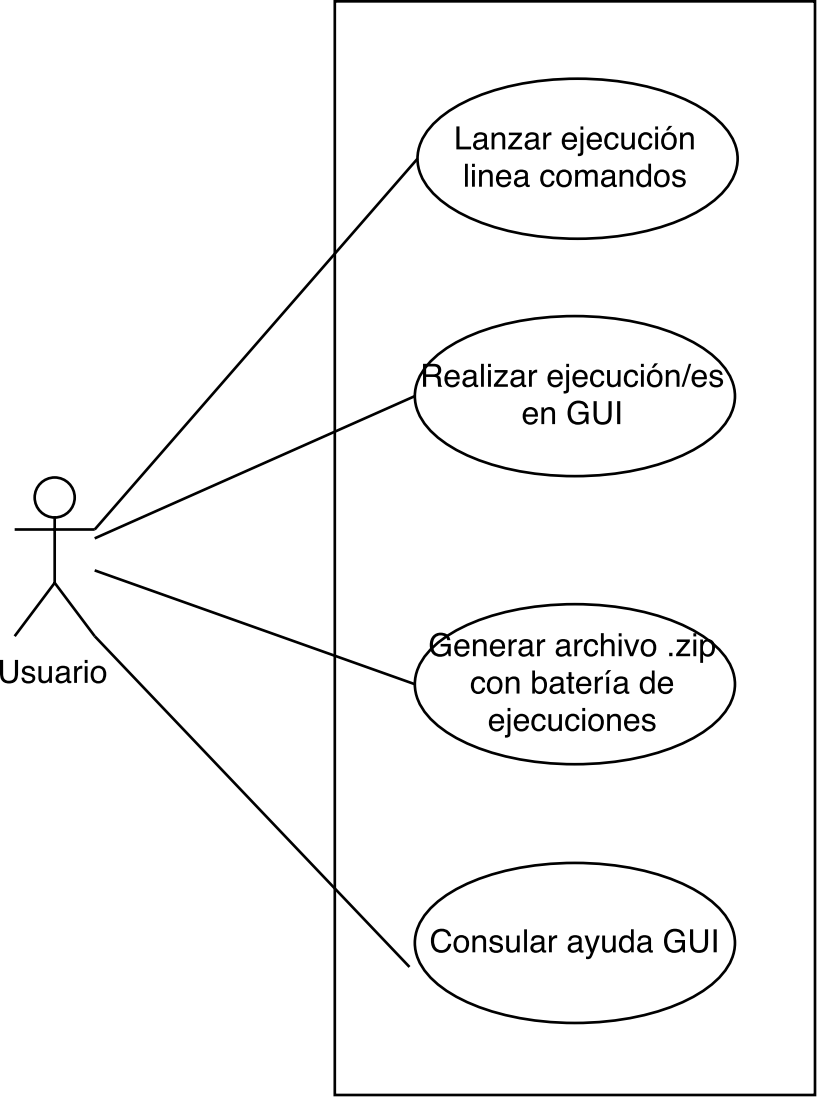 Lanzar ejecución
linea comandos
Realizar ejecución/es
en GUI
Generar archivo .zip
con batería de
ejecuciones
Usuario
Consular ayuda GUI